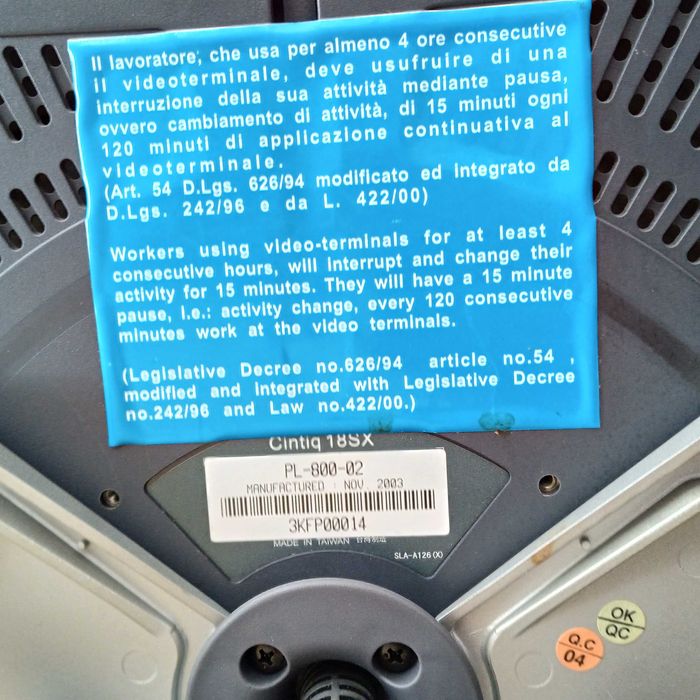 Il lavoratore, che usa per almeno 4 ore consecutive
il videoterminale, deve usufruire di una
interruzione della sua attività mediante pausa,
ovvero cambiamento di attività, di 15 minuti ogni
120 minuti di applicazione continuativa al
videoterminale.
(Art. 54 D.Lgs. 626/94 modificato ed integrato da
D.Lgs. 242/96 e da L. 422/00)
Workers using video-terminals for at least 4
consecutive hours, will interrupt and change their
activity for 15 minutes. They will have a 15 minute
pause, i.e.: activity change, every 120 consecutive
minutes work at the video terminals.
(Legislative Decree no.626/94 article no.54 ,
modified and integrated with Legislative Decree
no.242/96 and Law no.422/00.)
Cintiq 18SX
PL-800-02
MANUFACTURED : NOV. 2003
3KFP00014
MADE IN TAIWAN 台灣製造
SLA-A126(X)
OK
QC
Q.C
04